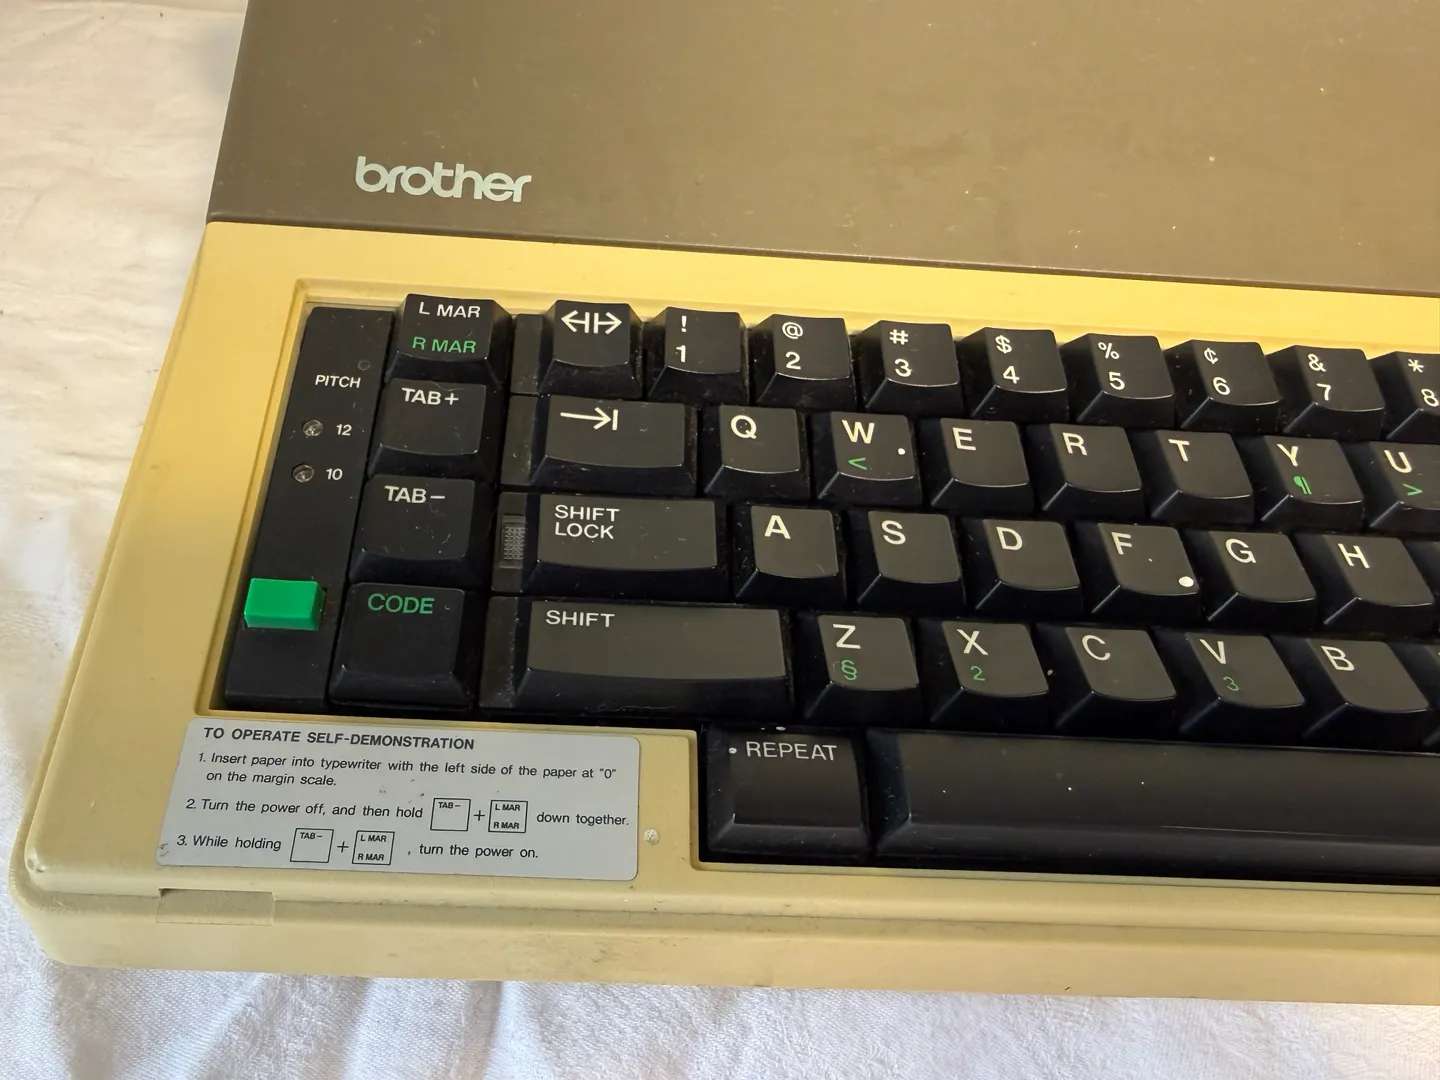 brother
L MAR
R MAR
PITCH
12
10
TAB+
TAB−
CODE
! 1 @ 2 # 3 $ 4 % 5 ¢ 6 & 7 * 8
Q W < E R T Y ¶ U >
SHIFT
LOCK
A S D F G H
SHIFT
Z § X 2 C V 3 B
REPEAT
TO OPERATE SELF-DEMONSTRATION
1. Insert paper into typewriter with the left side of the paper at "0"
on the margin scale.
2. Turn the power off, and then hold TAB− + L MAR R MAR down together.
3. While holding TAB− + L MAR R MAR , turn the power on.